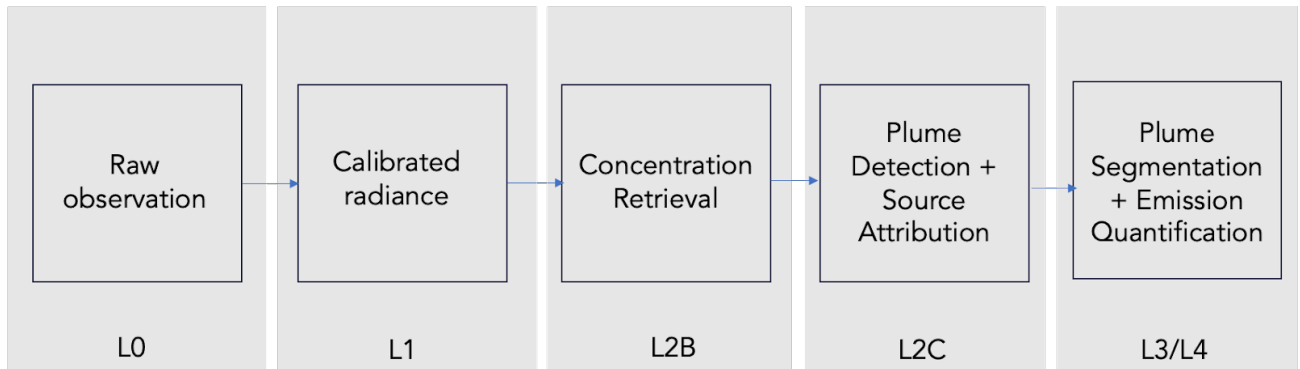 Raw
observation
Calibrated
radiance
Concentration
Retrieval
Plume
Detection +
Source
Attribution
Plume
Segmentation
+ Emission
Quantification
L0
L1
L2B
L2C
L3/L4